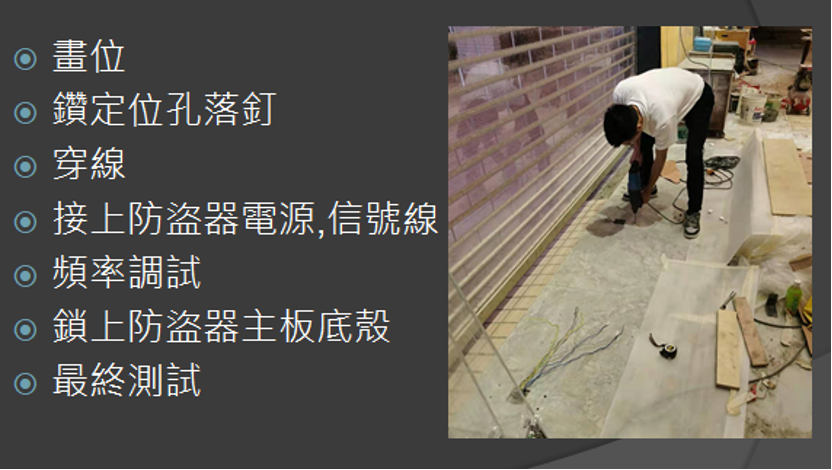 畫位
鑽定位孔落釘
穿線
接上防盜器電源,信號線
頻率調試
鎖上防盜器主板底殼
最終測試